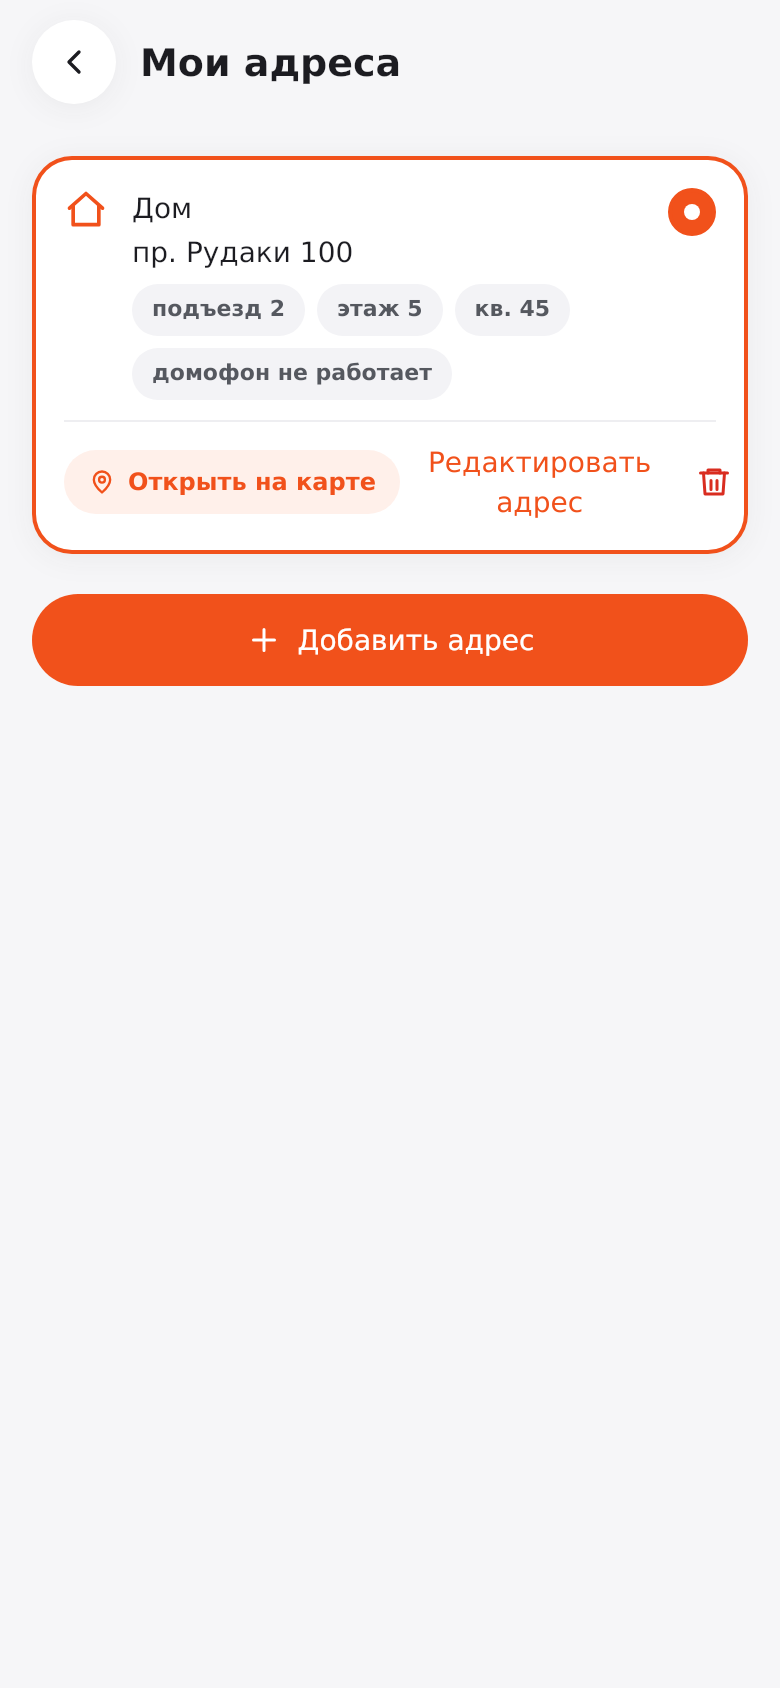 Мои адреса
Дом
пр. Рудаки 100
подъезд 2 этаж 5 кв. 45
домофон не работает
Открыть на карте
Редактировать
адрес
Добавить адрес